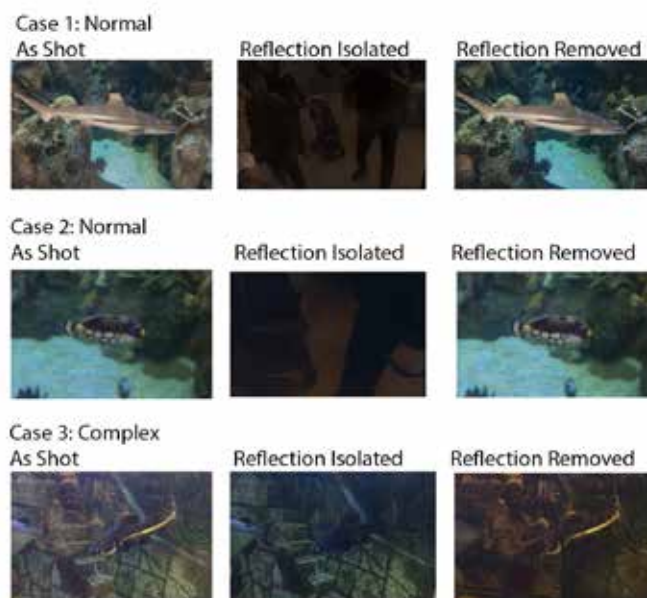 Case 1: Normal
As Shot Reflection Isolated Reflection Removed
Case 2: Normal
As Shot Reflection Isolated Reflection Removed
Case 3: Complex
As Shot Reflection Isolated Reflection Removed